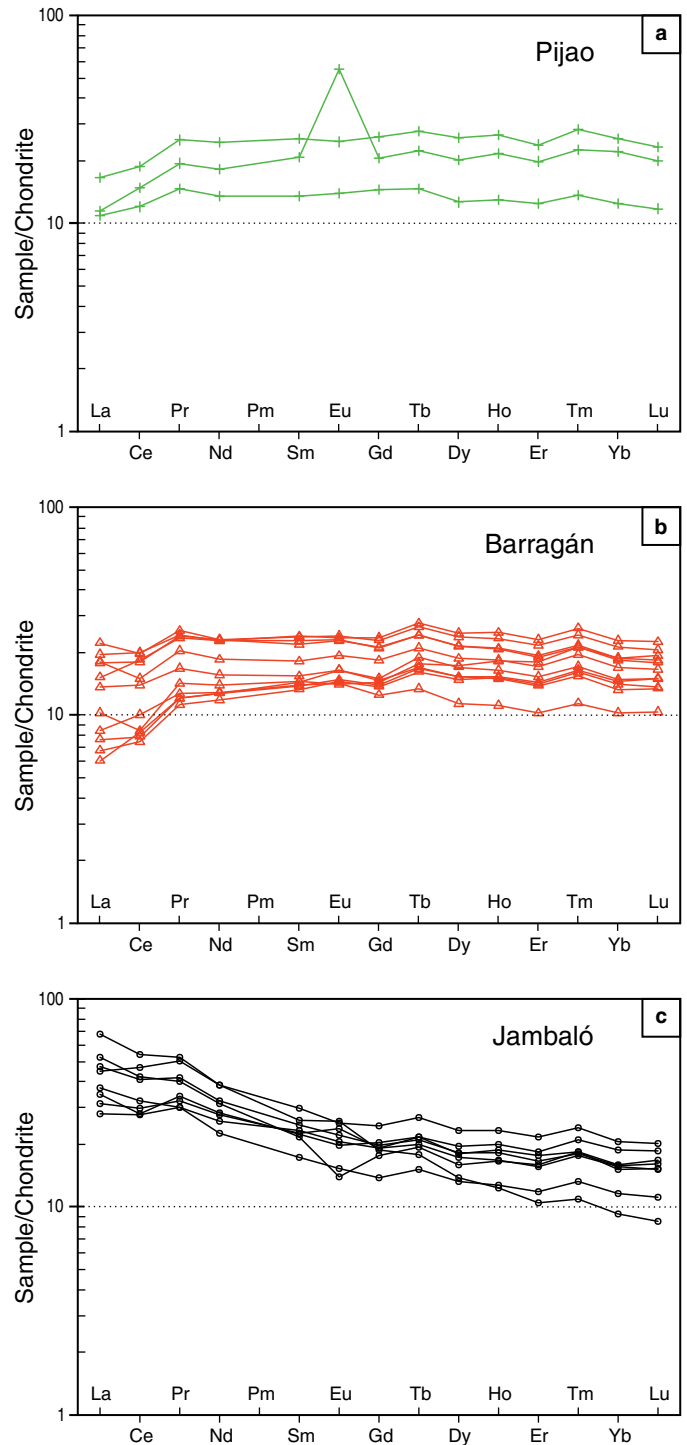 100
a
Pijao
Sample/Chondrite
10
La Pr Pm Eu Tb Ho Tm Lu
1
Ce Nd Sm Gd Dy Er Yb
100
b
Barragán
Sample/Chondrite
10
La Pr Pm Eu Tb Ho Tm Lu
1
Ce Nd Sm Gd Dy Er Yb
100
c
Jambaló
Sample/Chondrite
10
La Pr Pm Eu Tb Ho Tm Lu
1
Ce Nd Sm Gd Dy Er Yb